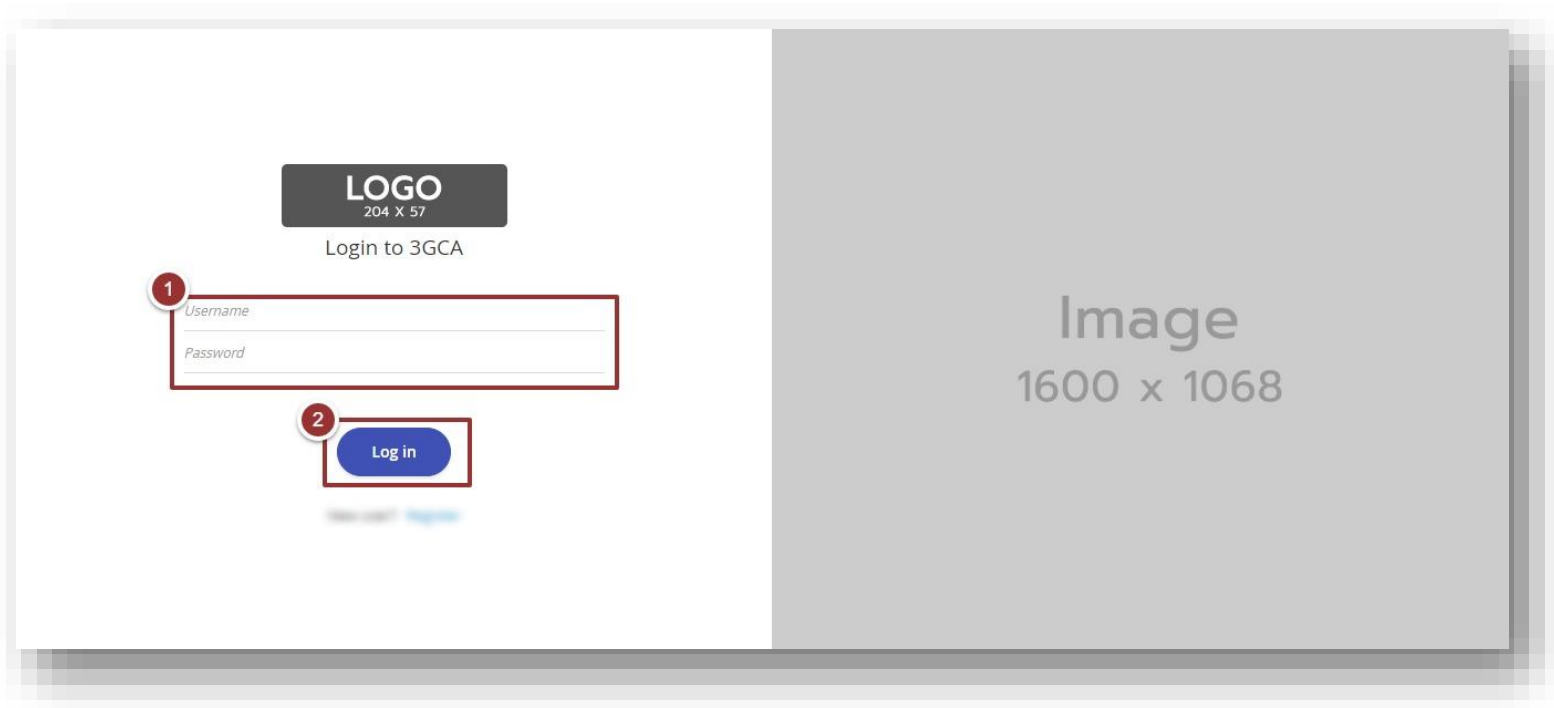 LOGO
204 X 57
Login to 3GCA
1
Username
Password
2
Log in
Image
1600 x 1068